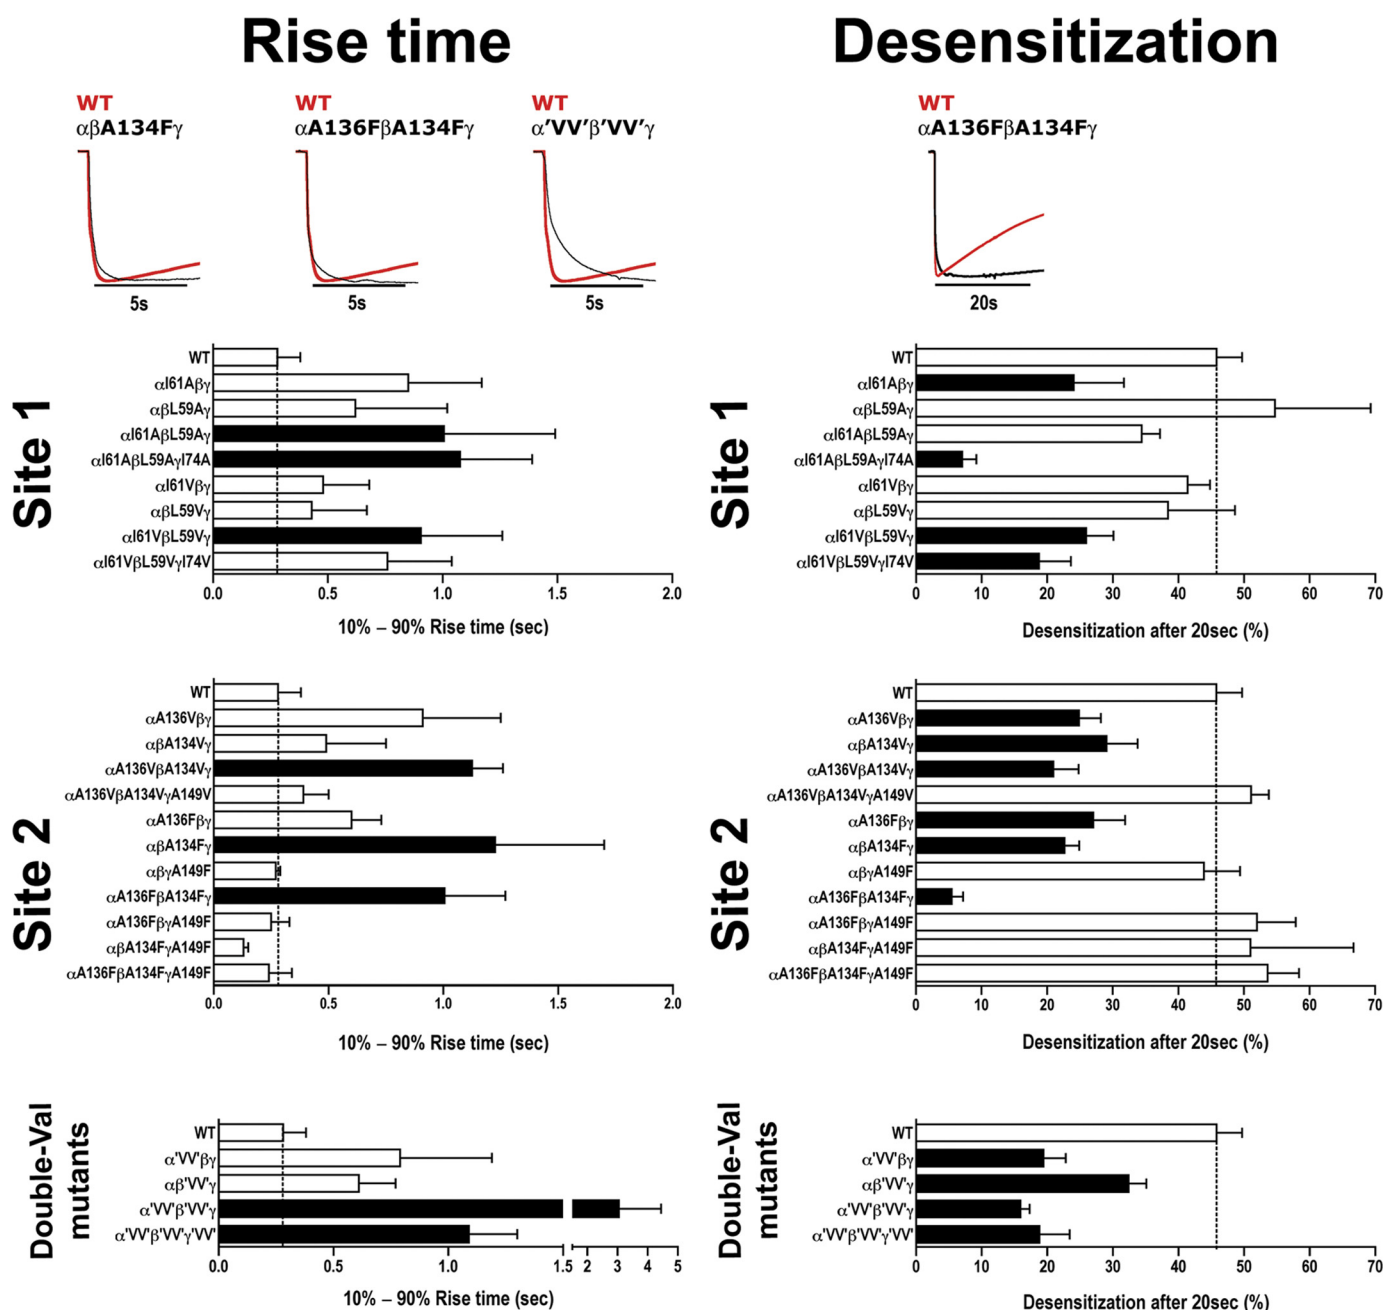 Rise time
Desensitization
WT
αβA134Fγ
WT
αA136FβA134Fγ
WT
α'VV'β'VV'γ
WT
αA136FβA134Fγ
5s
5s
5s
20s
Site 1
WT
αI61Aβγ
αβL59Aγ
αI61AβL59Aγ
αI61AβL59AγI74A
αI61Vβγ
αβL59Vγ
αI61VβL59Vγ
αI61VβL59VγI74V
0.0 0.5 1.0 1.5 2.0
10% – 90% Rise time (sec)
Site 1
WT
αI61Aβγ
αβL59Aγ
αI61AβL59Aγ
αI61AβL59AγI74A
αI61Vβγ
αβL59Vγ
αI61VβL59Vγ
αI61VβL59VγI74V
0 10 20 30 40 50 60 70
Desensitization after 20sec (%)
Site 2
WT
αA136Vβγ
αβA134Vγ
αA136VβA134Vγ
αA136VβA134VγA149V
αA136Fβγ
αβA134Fγ
αβγA149F
αA136FβA134Fγ
αA136FβγA149F
αβA134FγA149F
αA136FβA134FγA149F
0.0 0.5 1.0 1.5 2.0
10% – 90% Rise time (sec)
Site 2
WT
αA136Vβγ
αβA134Vγ
αA136VβA134Vγ
αA136VβA134VγA149V
αA136Fβγ
αβA134Fγ
αβγA149F
αA136FβA134Fγ
αA136FβγA149F
αβA134FγA149F
αA136FβA134FγA149F
0 10 20 30 40 50 60 70
Desensitization after 20sec (%)
Double-Val
mutants
WT
α'VV'βγ
αβ'VV'γ
α'VV'β'VV'γ
α'VV'β'VV'γ'VV'
0.0 0.5 1.0 1.5 2 3 4 5
10% – 90% Rise time (sec)
Double-Val
mutants
WT
α'VV'βγ
αβ'VV'γ
α'VV'β'VV'γ
α'VV'β'VV'γ'VV'
0 10 20 30 40 50 60 70
Desensitization after 20sec (%)